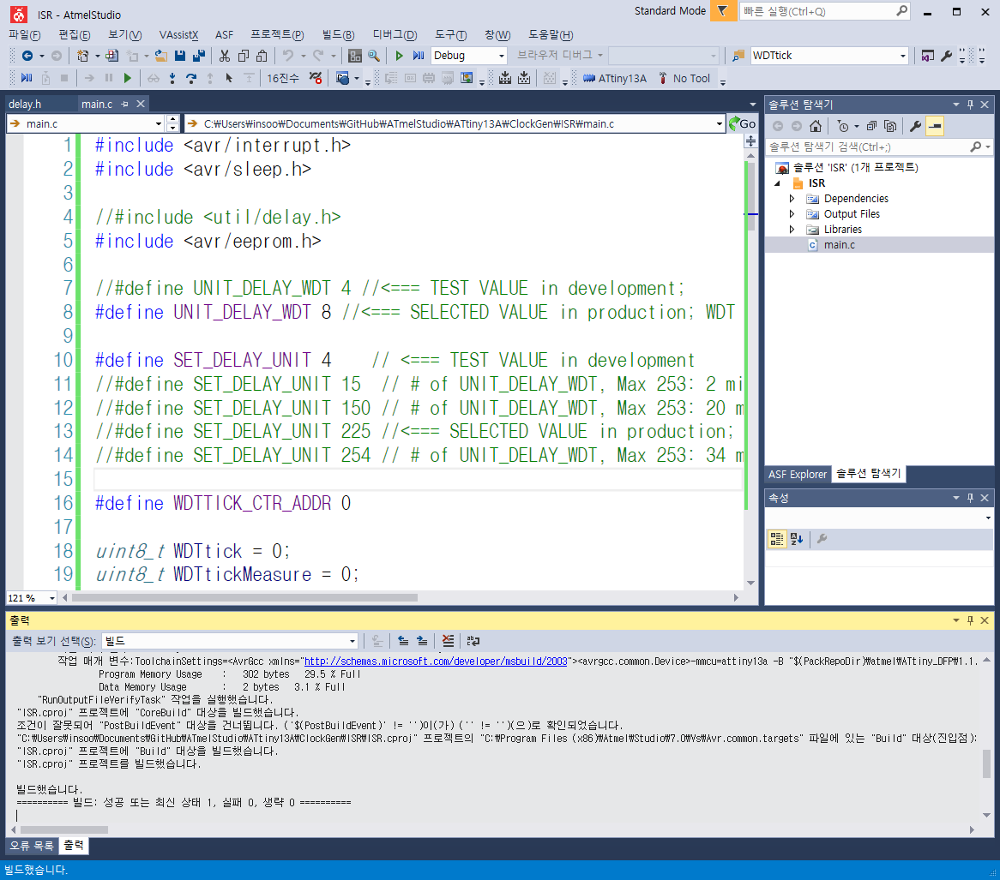 ISR - AtmelStudio
Standard Mode
빠른 실행(Ctrl+Q)
파일(F) 편집(E) 보기(V) VAssistX ASF 프로젝트(P) 빌드(B) 디버그(D) 도구(T) 창(W) 도움말(H)
Debug 브라우저 디버그 WDTtick
16진수 ATtiny13A No Tool
delay.h main.c
main.c C:₩Users₩insoo₩Documents₩GitHub₩ATmelStudio₩ATtiny13A₩ClockGen₩ISR₩main.c Go
1 #include <avr/interrupt.h>
2 #include <avr/sleep.h>
3
4 //#include <util/delay.h>
5 #include <avr/eeprom.h>
6
7 //#define UNIT_DELAY_WDT 4 //<=== TEST VALUE in development;
8 #define UNIT_DELAY_WDT 8 //<=== SELECTED VALUE in production; WDT
9
10 #define SET_DELAY_UNIT 4 // <=== TEST VALUE in development
11 //#define SET_DELAY_UNIT 15 // # of UNIT_DELAY_WDT, Max 253: 2 mi
12 //#define SET_DELAY_UNIT 150 // # of UNIT_DELAY_WDT, Max 253: 20 m
13 //#define SET_DELAY_UNIT 225 //<=== SELECTED VALUE in production;
14 //#define SET_DELAY_UNIT 254 // # of UNIT_DELAY_WDT, Max 253: 34 m
15
16 #define WDTTICK_CTR_ADDR 0
17
18 uint8_t WDTtick = 0;
19 uint8_t WDTtickMeasure = 0;
121 %
솔루션 탐색기
솔루션 탐색기 검색(Ctrl+;)
솔루션 'ISR' (1개 프로젝트)
ISR
Dependencies
Output Files
Libraries
main.c
ASF Explorer 솔루션 탐색기
속성
출력
출력 보기 선택(S): 빌드
작업 매개 변수:ToolchainSettings=<AvrGcc xmlns="http://schemas.microsoft.com/developer/msbuild/2003"><avrgcc.common.Device>-mmcu=attiny13a -B "$(PackRepoDir)₩atmel₩ATtiny_DFP₩1.1.
Program Memory Usage : 302 bytes 29.5 % Full
Data Memory Usage : 2 bytes 3.1 % Full
"RunOutputFileVerifyTask" 작업을 실행했습니다.
"ISR.cproj" 프로젝트에 "CoreBuild" 대상을 빌드했습니다.
조건이 잘못되어 "PostBuildEvent" 대상을 건너뜁니다. ('$(PostBuildEvent)' != '')이(가) ('' != '')(으)로 확인되었습니다.
"C:₩Users₩insoo₩Documents₩GitHub₩ATmelStudio₩ATtiny13A₩ClockGen₩ISR₩ISR.cproj" 프로젝트의 "C:₩Program Files (x86)₩Atmel₩Studio₩7.0₩Vs₩Avr.common.targets" 파일에 있는 "Build" 대상(진입점):
"ISR.cproj" 프로젝트에 "Build" 대상을 빌드했습니다.
"ISR.cproj" 프로젝트를 빌드했습니다.
빌드했습니다.
========== 빌드: 성공 또는 최신 상태 1, 실패 0, 생략 0 ==========
오류 목록 출력
빌드했습니다.